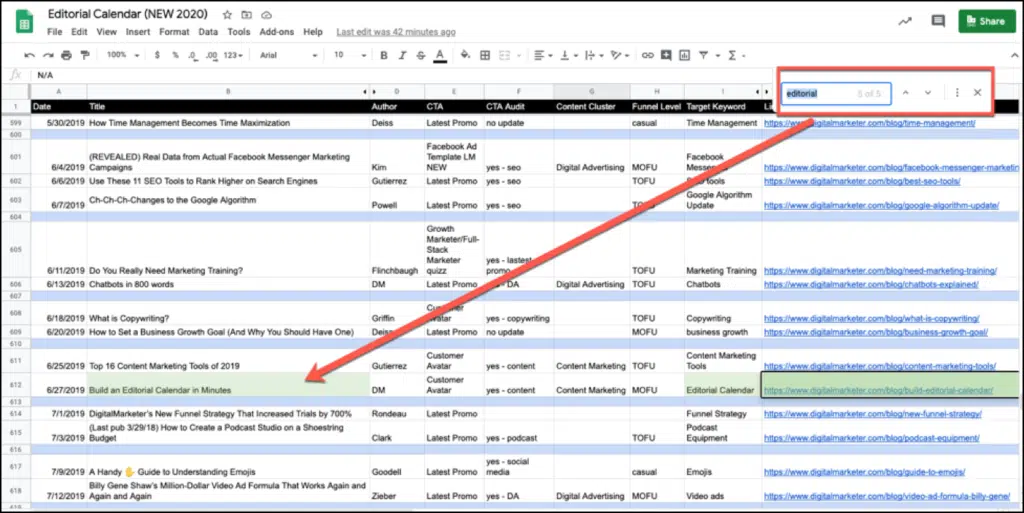 Editorial Calendar (NEW 2020)
File Edit View Insert Format Data Tools Add-ons Help Last edit was 42 minutes ago
Share
100% $ % .0 .00 123 Arial 10 B I S A
fx N/A
editorial 5 of 5
A B D E F G H I
1 Date Title Author CTA CTA Audit Content Cluster Funnel Level Target Keyword
599 5/30/2019 How Time Management Becomes Time Maximization Deiss Latest Promo no update casual Time Management https://www.digitalmarketer.com/blog/time-management/
600
Facebook Ad
Template LM
601 (REVEALED) Real Data from Actual Facebook Messenger Marketing NEW Facebook
6/4/2019 Campaigns Kim Latest Promo yes - seo Digital Advertising MOFU https://www.digitalmarketer.com/blog/facebook-messenger-marketin
602 6/6/2019 Use These 11 SEO Tools to Rank Higher on Search Engines Gutierrez Latest Promo yes - seo TOFU tools https://www.digitalmarketer.com/blog/best-seo-tools/
603 Ch-Ch-Ch-Changes to the Google Algorithm Google Algorithm
6/7/2019 Powell Latest Promo yes - seo TOFU Update https://www.digitalmarketer.com/blog/google-algorithm-update/
604
Growth
Marketer/Full-
605 Stack
Marketer yes - lastest
6/11/2019 Do You Really Need Marketing Training? Flinchbaugh quizz promo TOFU Marketing Training https://www.digitalmarketer.com/blog/need-marketing-training/
606 6/13/2019 Chatbots in 800 words DM Latest Promo - DA Digital Advertising TOFU Chatbots https://www.digitalmarketer.com/blog/chatbots-explained/
607
608 Customer
6/18/2019 What is Copywriting? Griffin Avatar yes - copywriting TOFU Copywriting https://www.digitalmarketer.com/blog/what-is-copywriting/
609 6/20/2019 How to Set a Business Growth Goal (And Why You Should Have One) Latest Promo no update MOFU business growth https://www.digitalmarketer.com/blog/business-growth-goal/
610
611 Customer Content Marketing
6/25/2019 Top 16 Content Marketing Tools of 2019 Gutierrez Avatar yes - content Content Marketing TOFU Tools https://www.digitalmarketer.com/blog/content-marketing-tools/
612 Customer
6/27/2019 Build an Editorial Calendar in Minutes DM Avatar yes - content Content Marketing MOFU Editorial Calendar https://www.digitalmarketer.com/blog/build-editorial-calendar/
613
614 7/1/2019 DigitalMarketer's New Funnel Strategy That Increased Trials by 700% Rondeau Latest Promo Funnel Strategy https://www.digitalmarketer.com/blog/new-funnel-strategy/
615 (Last pub 3/29/18) How to Create a Podcast Studio on a Shoestring Podcast
7/3/2019 Budget Clark Latest Promo yes - podcast TOFU Equipment https://www.digitalmarketer.com/blog/podcast-equipment/
616
617 yes - social
7/9/2019 A Handy ✋ Guide to Understanding Emojis Goodell Latest Promo media casual Emojis https://www.digitalmarketer.com/blog/guide-to-emojis/
618 Billy Gene Shaw's Million-Dollar Video Ad Formula That Works Again and
7/12/2019 Again and Again Zieber Latest Promo yes - DA Digital Advertising MOFU Video ads https://www.digitalmarketer.com/blog/video-ad-formula-billy-gene/